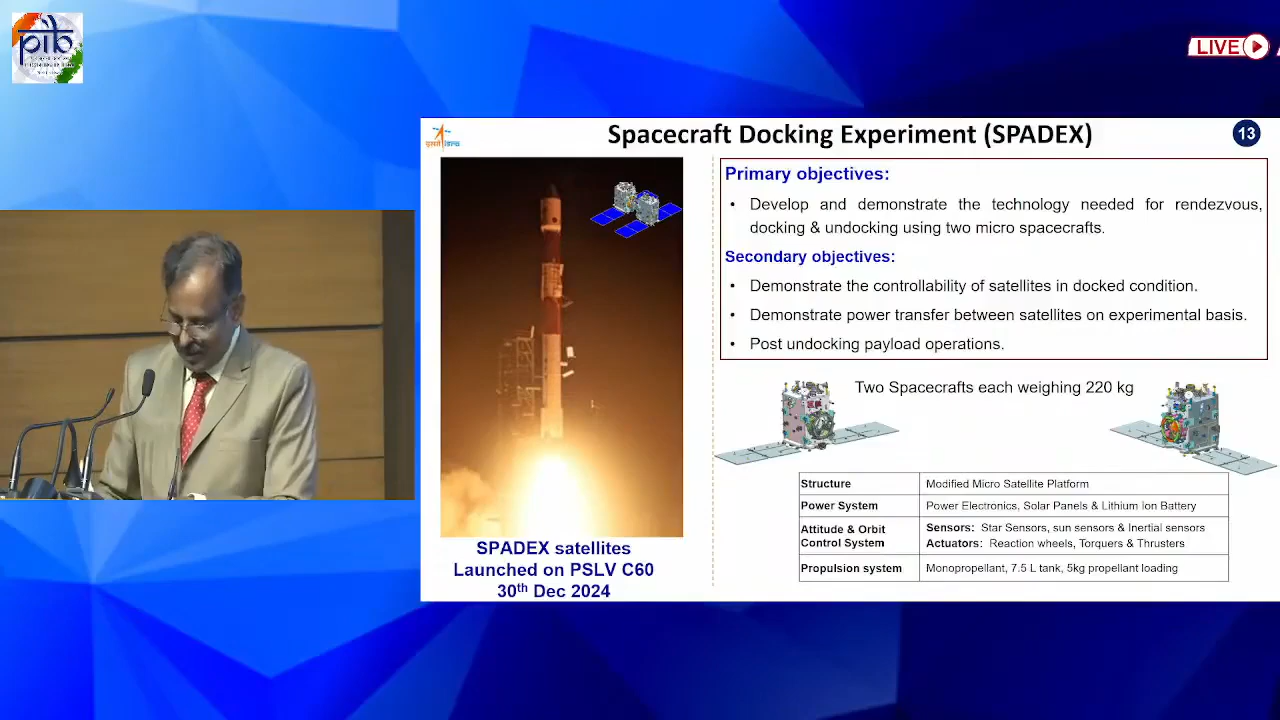 pib
LIVE
इसरो isro
Spacecraft Docking Experiment (SPADEX)
13
Primary objectives:
• Develop and demonstrate the technology needed for rendezvous,
docking & undocking using two micro spacecrafts.
Secondary objectives:
• Demonstrate the controllability of satellites in docked condition.
• Demonstrate power transfer between satellites on experimental basis.
• Post undocking payload operations.
Two Spacecrafts each weighing 220 kg
Structure Modified Micro Satellite Platform
Power System Power Electronics, Solar Panels & Lithium Ion Battery
Attitude & Orbit Sensors: Star Sensors, sun sensors & Inertial sensors
Control System Actuators: Reaction wheels, Torquers & Thrusters
Propulsion system Monopropellant, 7.5 L tank, 5kg propellant loading
SPADEX satellites
Launched on PSLV C60
30th Dec 2024